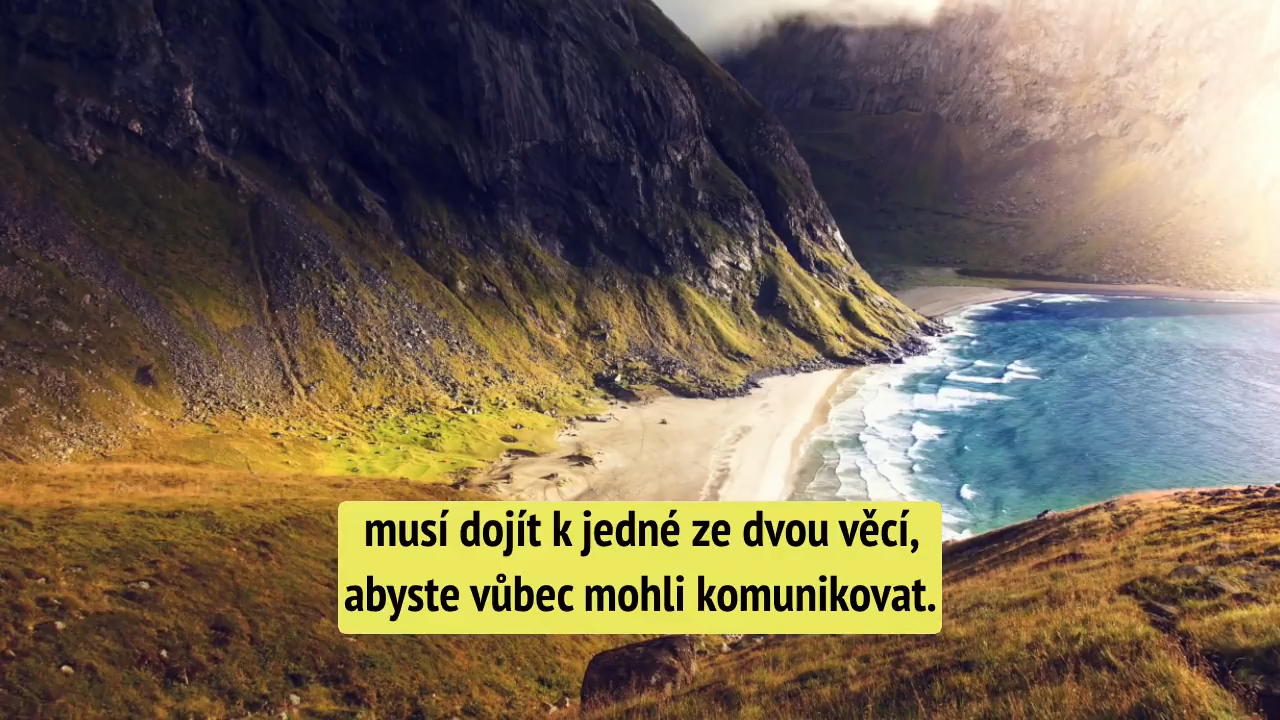 musí dojít k jedné ze dvou věcí,
abyste vůbec mohli komunikovat.